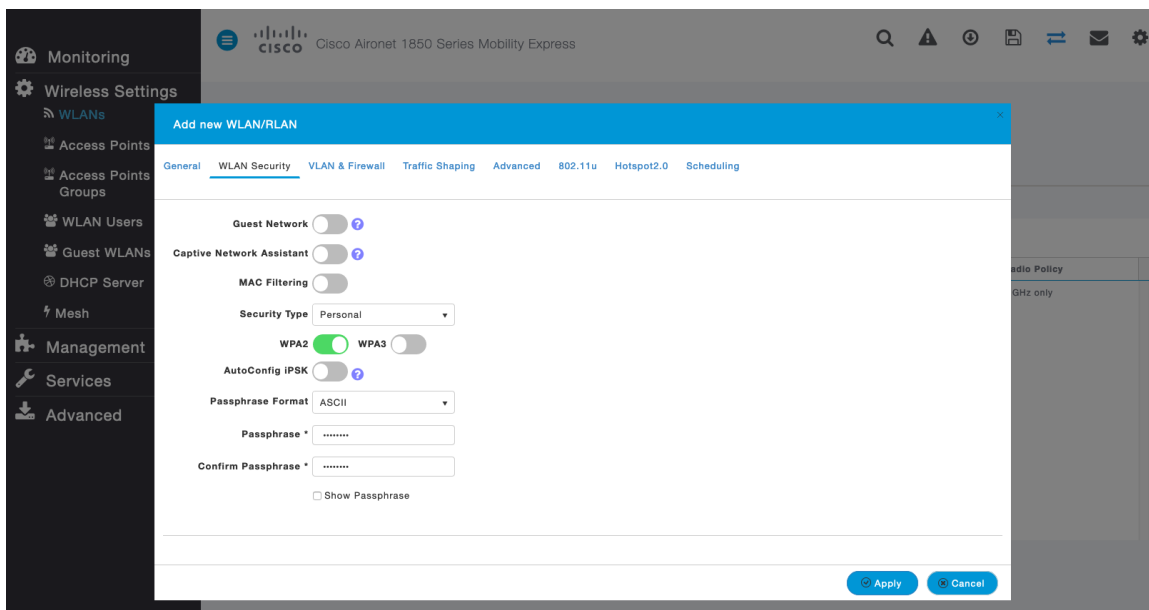 Monitoring
Wireless Settings
WLANs
Access Points
Access Points
Groups
WLAN Users
Guest WLANs
DHCP Server
Mesh
Management
Services
Advanced
CISCO Cisco Aironet 1850 Series Mobility Express
Add new WLAN/RLAN
General WLAN Security VLAN & Firewall Traffic Shaping Advanced 802.11u Hotspot2.0 Scheduling
Guest Network ?
Captive Network Assistant ?
MAC Filtering
Security Type Personal
WPA2 WPA3
AutoConfig iPSK ?
Passphrase Format ASCII
Passphrase * ········
Confirm Passphrase * ········
Show Passphrase
Apply Cancel
adio Policy
GHz only